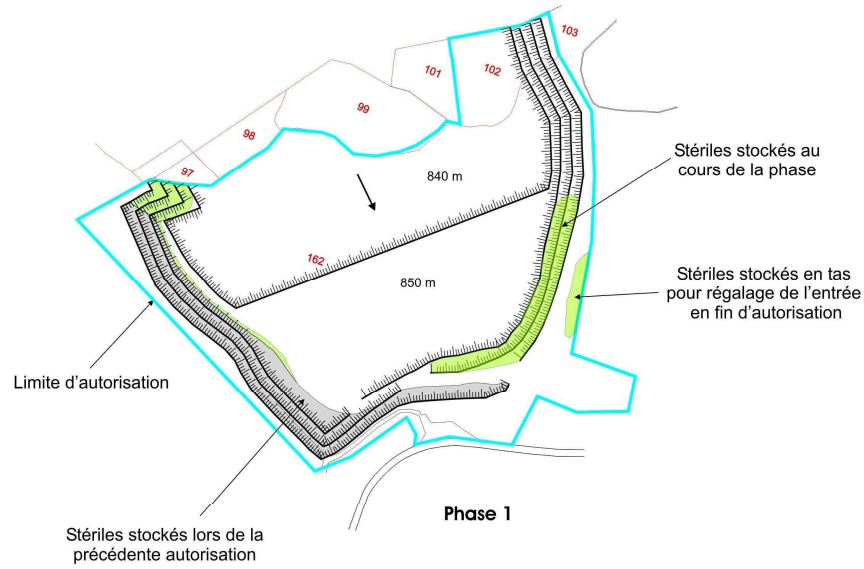 103
101
102
99
98
97
840 m
Stériles stockés au
cours de la phase
162
850 m
Stériles stockés en tas
pour régalage de l'entrée
en fin d'autorisation
Limite d'autorisation
Phase 1
Stériles stockés lors de la
précédente autorisation